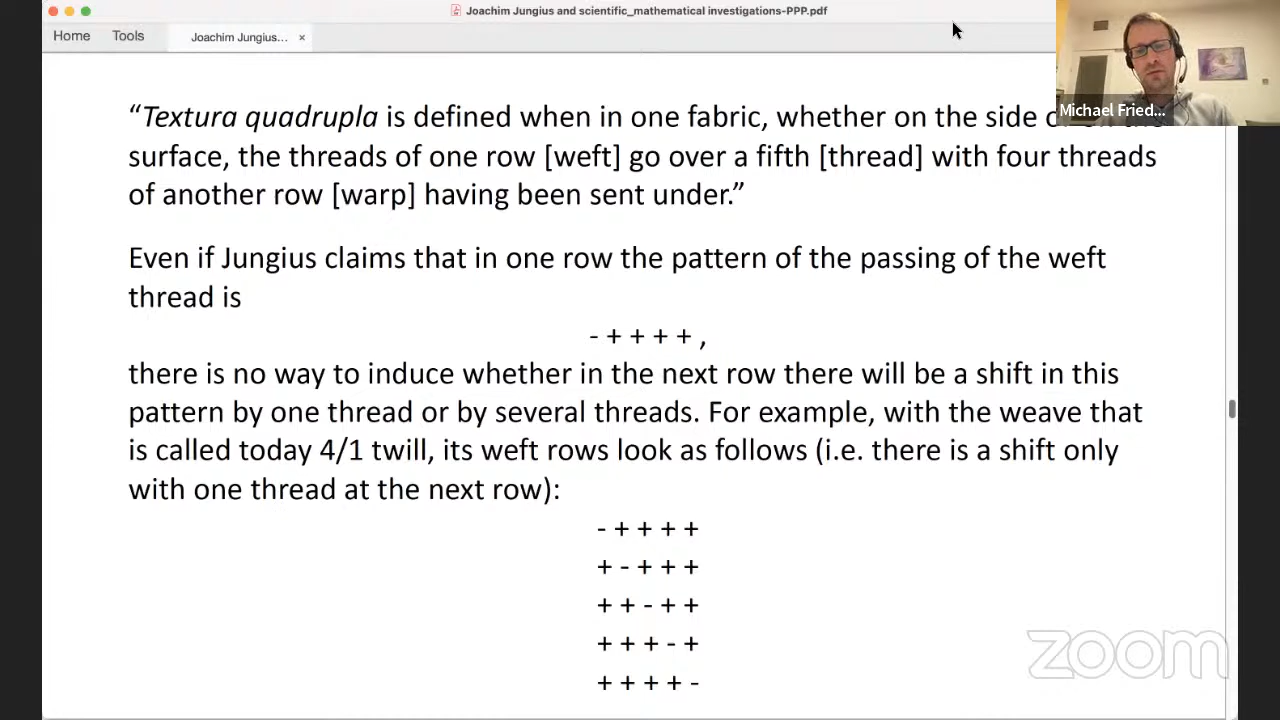 Joachim Jungius and scientific_mathematical investigations-PPP.pdf
Home Tools Joachim Jungius... ×
Michael Fried...
“Textura quadrupla is defined when in one fabric, whether on the side
surface, the threads of one row [weft] go over a fifth [thread] with four threads
of another row [warp] having been sent under.”
Even if Jungius claims that in one row the pattern of the passing of the weft
thread is
- + + + + ,
there is no way to induce whether in the next row there will be a shift in this
pattern by one thread or by several threads. For example, with the weave that
is called today 4/1 twill, its weft rows look as follows (i.e. there is a shift only
with one thread at the next row):
- + + + +
+ - + + +
+ + - + +
+ + + - +
+ + + + -
zoom